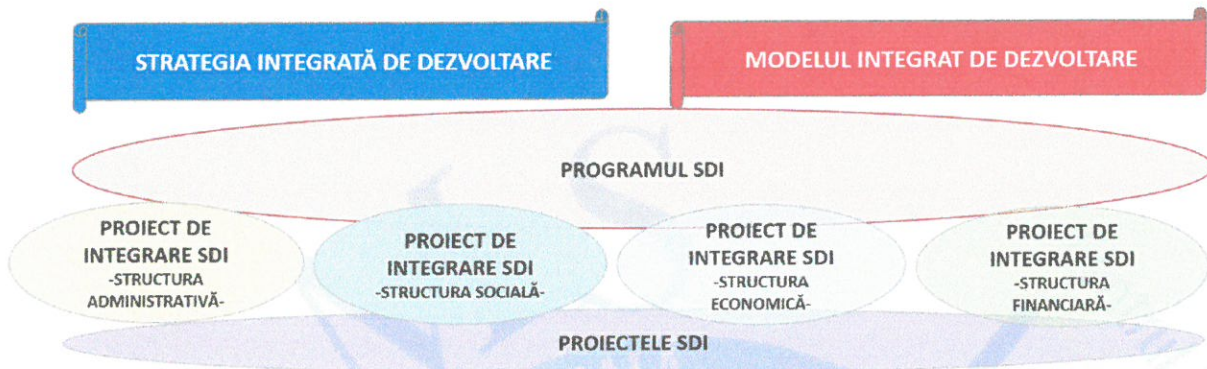 STRATEGIA INTEGRATĂ DE DEZVOLTARE
MODELUL INTEGRAT DE DEZVOLTARE
PROGRAMUL SDI
PROIECT DE
INTEGRARE SDI
-STRUCTURA
ADMINISTRATIVĂ-
PROIECT DE
INTEGRARE SDI
-STRUCTURA SOCIALĂ-
PROIECT DE
INTEGRARE SDI
-STRUCTURA
ECONOMICĂ-
PROIECT DE
INTEGRARE SDI
-STRUCTURA
FINANCIARĂ-
PROIECTELE SDI